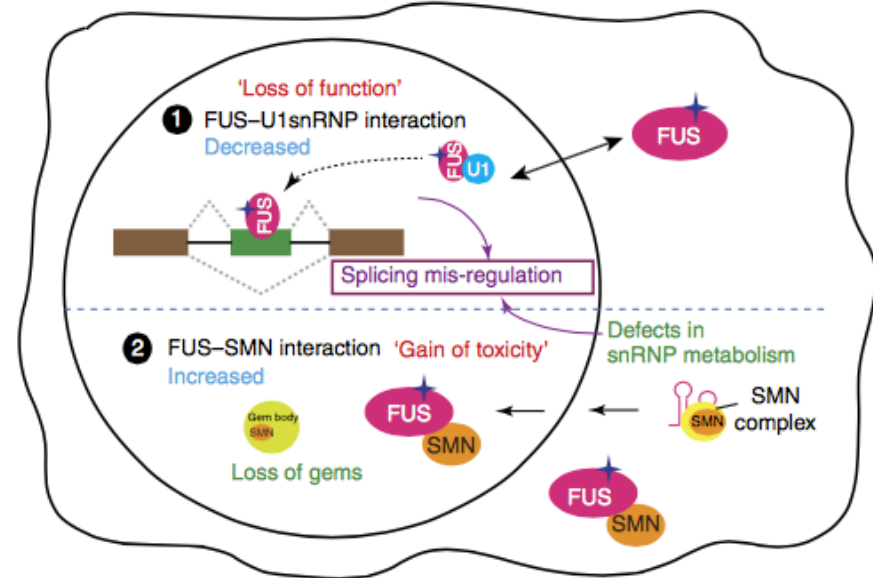 'Loss of function'
1 FUS–U1snRNP interaction
Decreased
FUS
U1
FUS
FUS
Splicing mis-regulation
2 FUS–SMN interaction 'Gain of toxicity'
Increased
Defects in
snRNP metabolism
Gem body
SMN
Loss of gems
FUS
SMN
SMN
SMN
complex
FUS
SMN